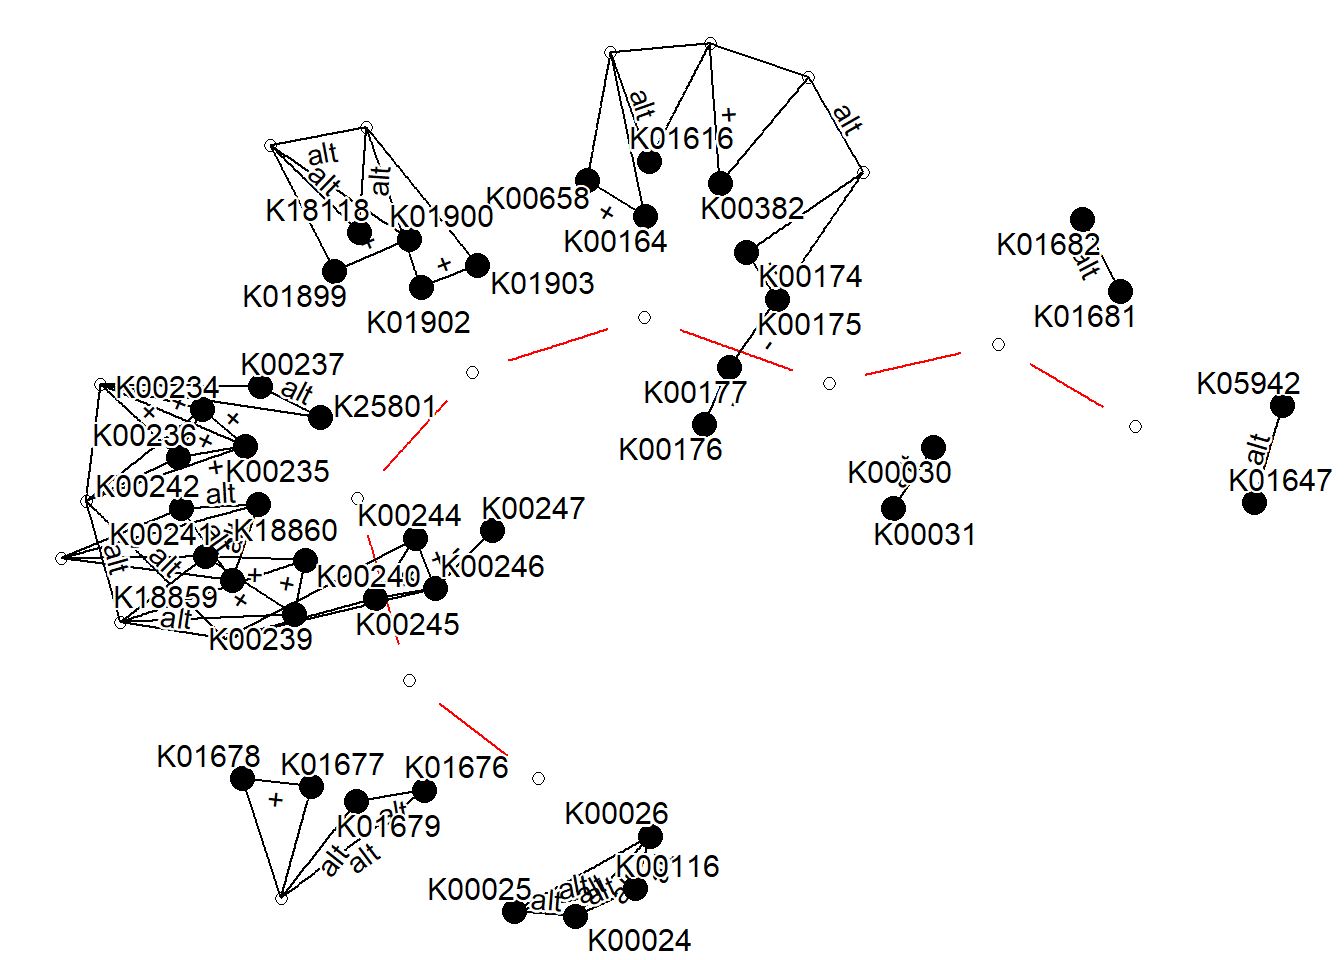 alt
K01616
+
alt
alt
alt
alt
K18118
K01900
+
+
K00658
+
K00164
K00382
K01899
K01902
K01903
K00174
K00175
-
K00177
K00176
K01682
alt
K01681
K05942
alt
K01647
K00030
K00031
K00237
K00234
alt
K25801
+
+
+
K00236
+
K00235
+
K00242
alt
K00241
K18860
alt
alt
alt
+
+
+
K18859
alt
K00239
K00244
K00247
+
K00240
K00246
K00245
K01678
K01677
K01676
+
alt
K01679
alt
alt
K00026
K00116
K00025
alt
alt
alt
K00024